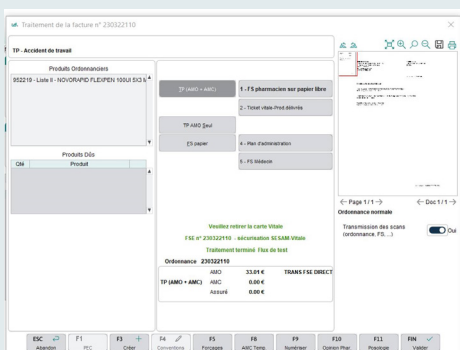 Traitement de la facture n° 230322110
TP - Accident de travail
Produits Ordonnanciers
952219 - Liste II - NOVORAPID FLEXPEN 100UI 5X3 M
Produits Dûs
Qté Produit
TP (AMO + AMC)
1 - FS pharmacien sur papier libre
2 - Ticket vitale-Prod délivrés
TP AMO Seul
FS papier
4 - Plan d'administration
5 - FS Médecin
Veuillez retirer la carte Vitale
FSE n° 230322110 - sécurisation SESAM-Vitale
Traitement terminé Flux de test
Ordonnance 230322110
AMO 33.01 € TRANS FSE DIRECT
TP (AMO + AMC) AMC 0.00 €
Assuré 0.00 €
Page 1 / 1
Doc 1 / 1
Ordonnance normale
Transmission des scans (ordonnance, FS,...)
Oui
ESC Abandon
F1 FEC
F3 Créer
F4 Conventions
F5 Forçages
F8 AMC Temp.
F9 Numériser
F10 Opinion Phar.
F11 Posologie
FIN Valider